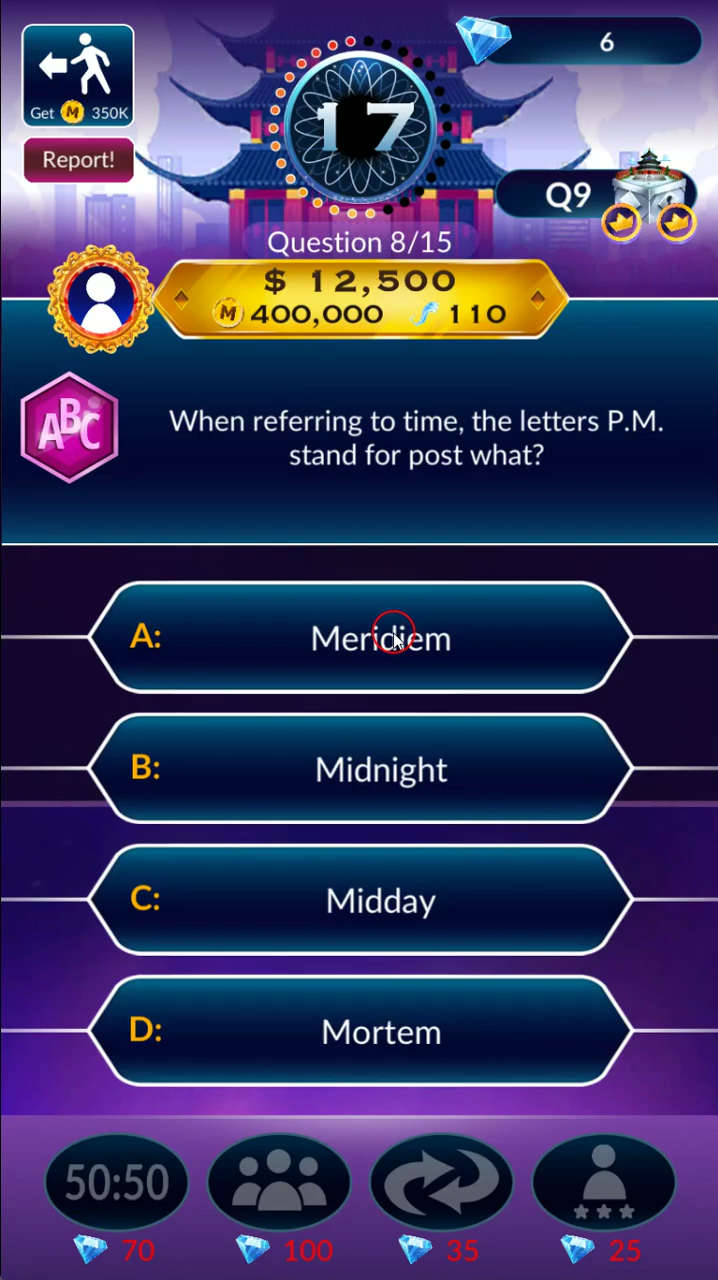 6
Get M 350K
17
Report!
Q9
Question 8/15
$ 12,500
M 400,000 110
ABC
When referring to time, the letters P.M.
stand for post what?
A: Meridiem
B: Midnight
C: Midday
D: Mortem
50:50
70 100 35 25